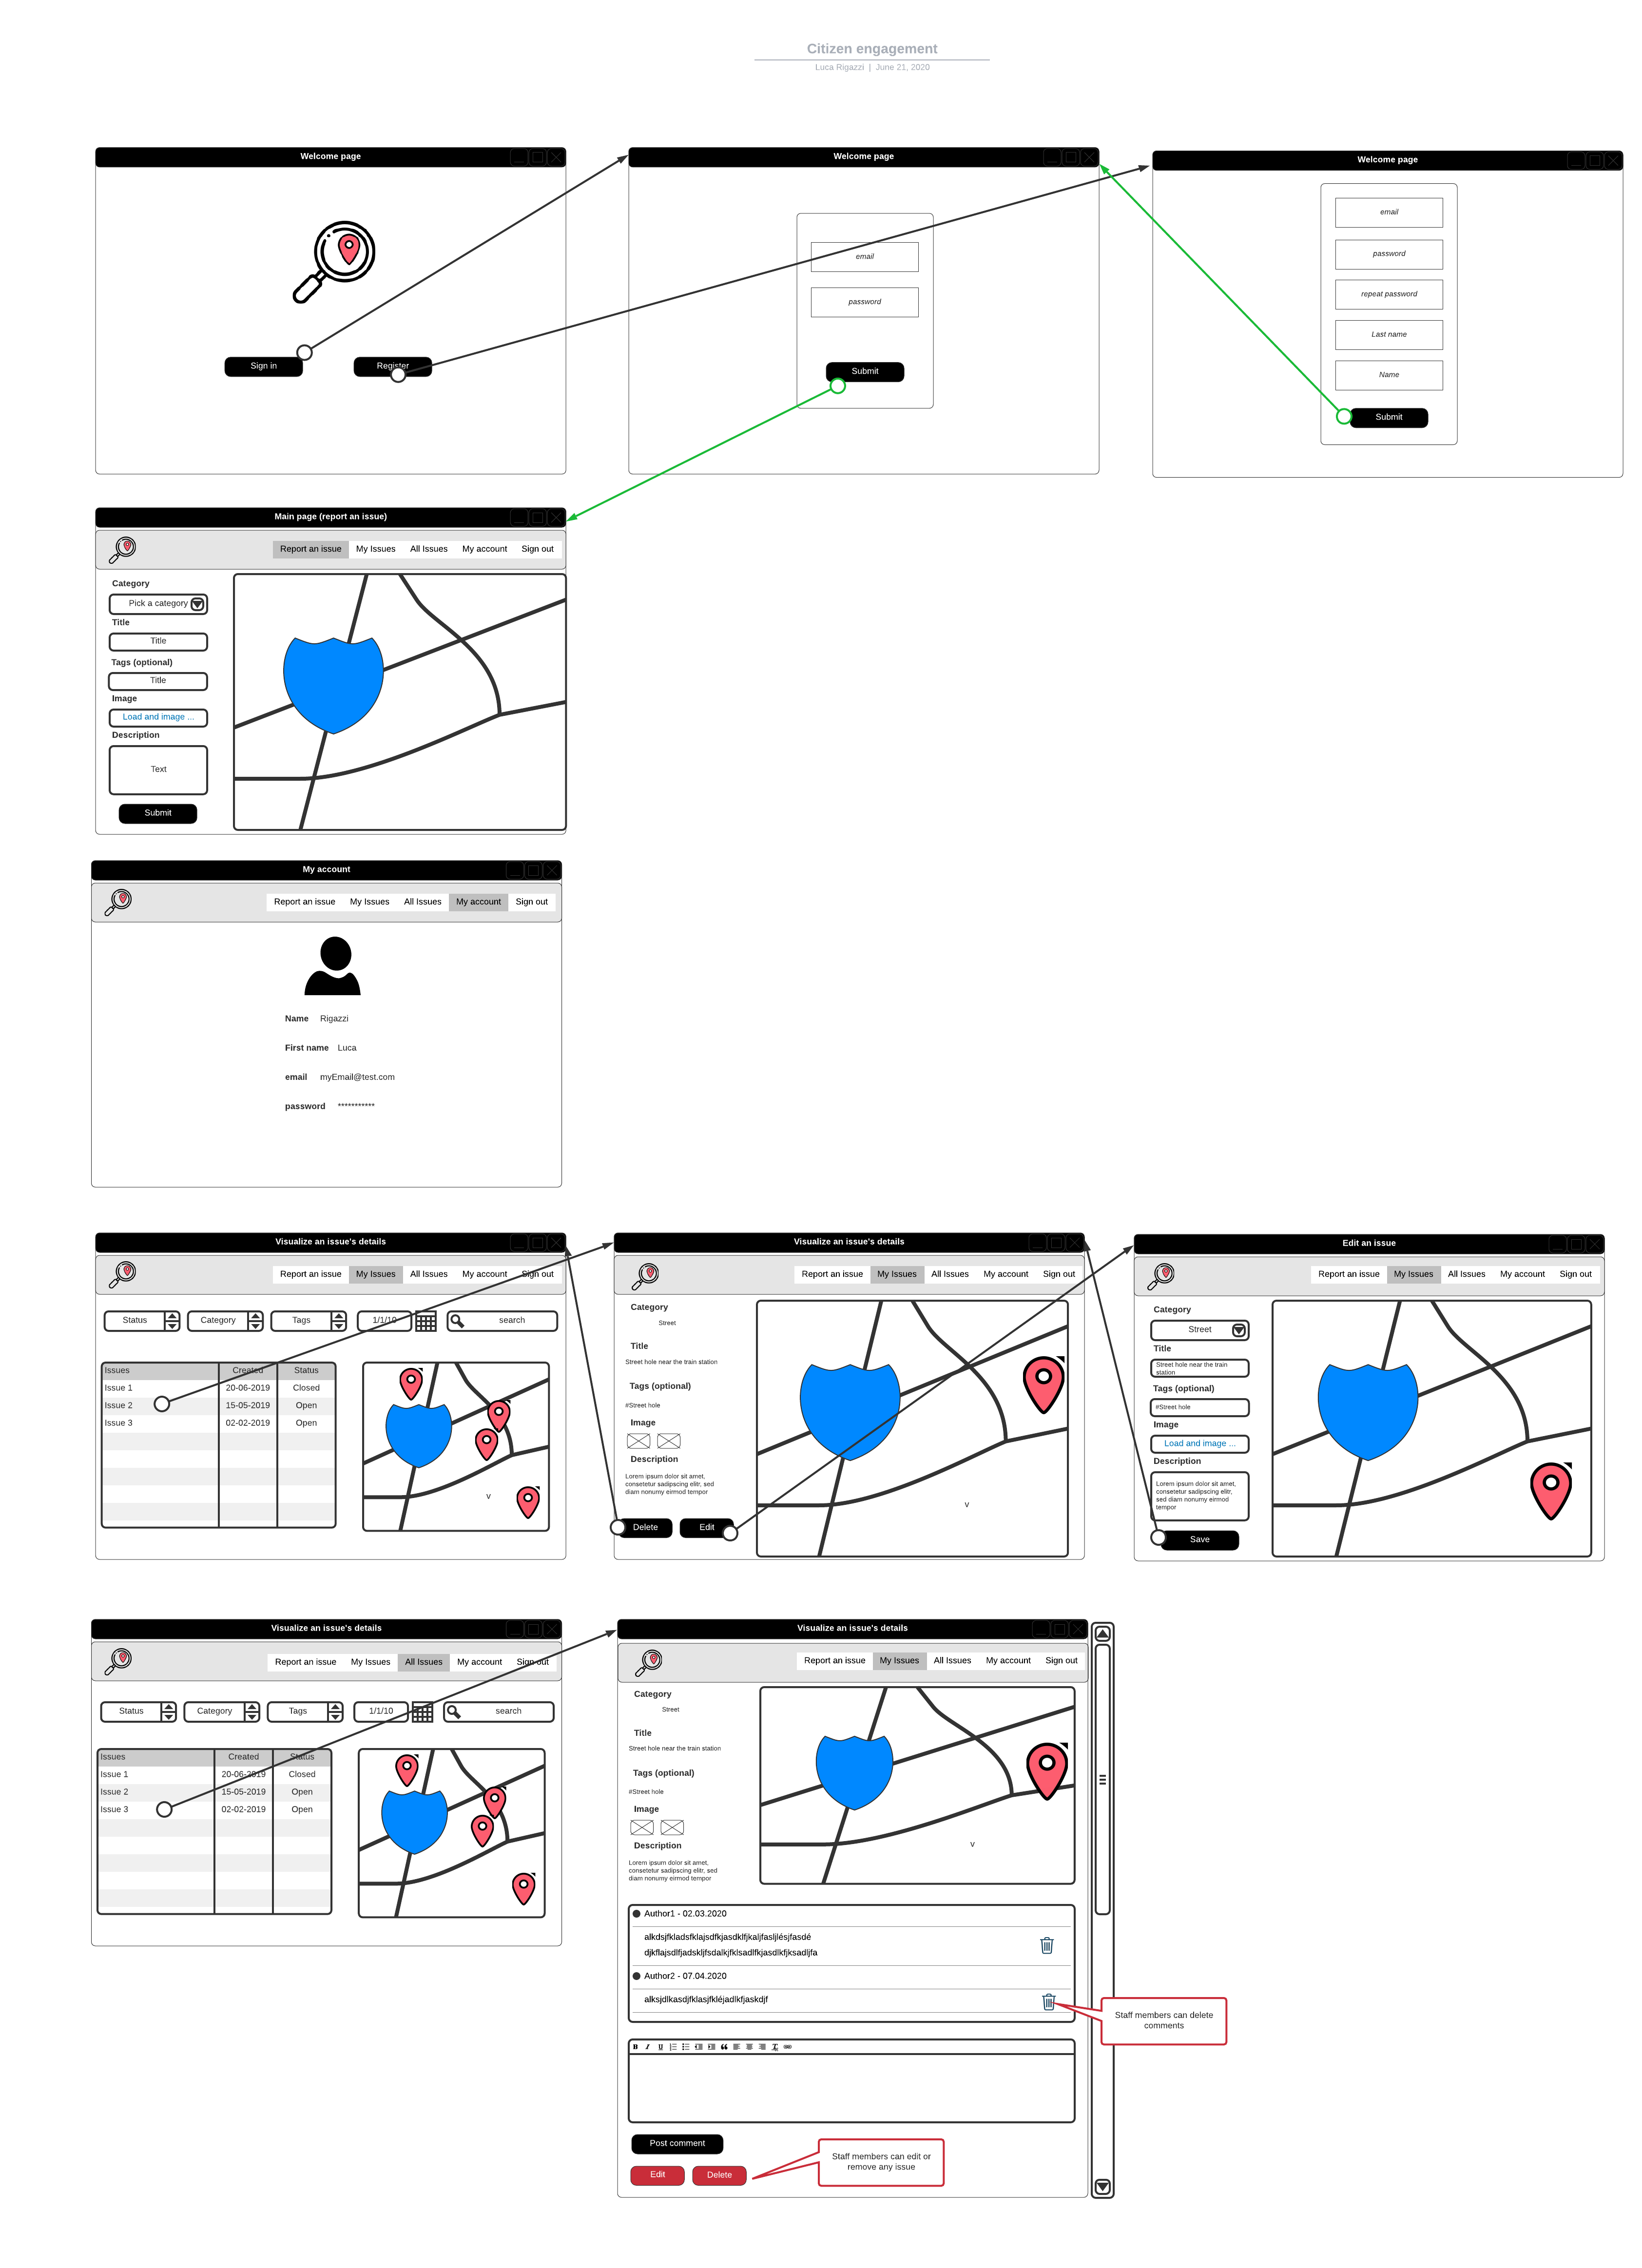 Citizen engagement
Luca Rigazzi | June 21, 2020
Welcome page
Sign in
Register
Welcome page
email
password
Submit
Welcome page
email
password
repeat password
Last name
Name
Submit
Main page (report an issue)
Report an issue My Issues All Issues My account Sign out
Category
Pick a category
Title
Title
Tags (optional)
Title
Image
Load and image ...
Description
Text
Submit
My account
Report an issue My Issues All Issues My account Sign out
Name Rigazzi
First name Luca
email myEmail@test.com
password ***********
Visualize an issue's details
Report an issue My Issues All Issues My account Sign out
Status Category Tags 1/1/10 search
Issues Created Status
Issue 1 20-06-2019 Closed
Issue 2 15-05-2019 Open
Issue 3 02-02-2019 Open
v
Visualize an issue's details
Report an issue My Issues All Issues My account Sign out
Category
Street
Title
Street hole near the train station
Tags (optional)
#Street hole
Image
Description
Lorem ipsum dolor sit amet,
consetetur sadipscing elitr, sed
diam nonumy eirmod tempor
v
Delete Edit
Edit an issue
Report an issue My Issues All Issues My account Sign out
Category
Street
Title
Street hole near the train
station
Tags (optional)
#Street hole
Image
Load and image ...
Description
Lorem ipsum dolor sit amet,
consetetur sadipscing elitr,
sed diam nonumy eirmod
tempor
Save
Visualize an issue's details
Report an issue My Issues All Issues My account Sign out
Status Category Tags 1/1/10 search
Issues Created Status
Issue 1 20-06-2019 Closed
Issue 2 15-05-2019 Open
Issue 3 02-02-2019 Open
Visualize an issue's details
Report an issue My Issues All Issues My account Sign out
Category
Street
Title
Street hole near the train station
Tags (optional)
#Street hole
Image
Description
Lorem ipsum dolor sit amet,
consetetur sadipscing elitr, sed
diam nonumy eirmod tempor
v
Author1 - 02.03.2020
alkdsjfkladsfklajsdfkjasdklfjkaljfasljlésjfasdé
djkflajsdlfjadskljfsdalkjfklsadlfkjasdlkfjksadljfa
Author2 - 07.04.2020
alksjdlkasdjfklasjfkléjadlkfjaskdjf
Staff members can delete
comments
B I U
Post comment
Edit Delete
Staff members can edit or
remove any issue